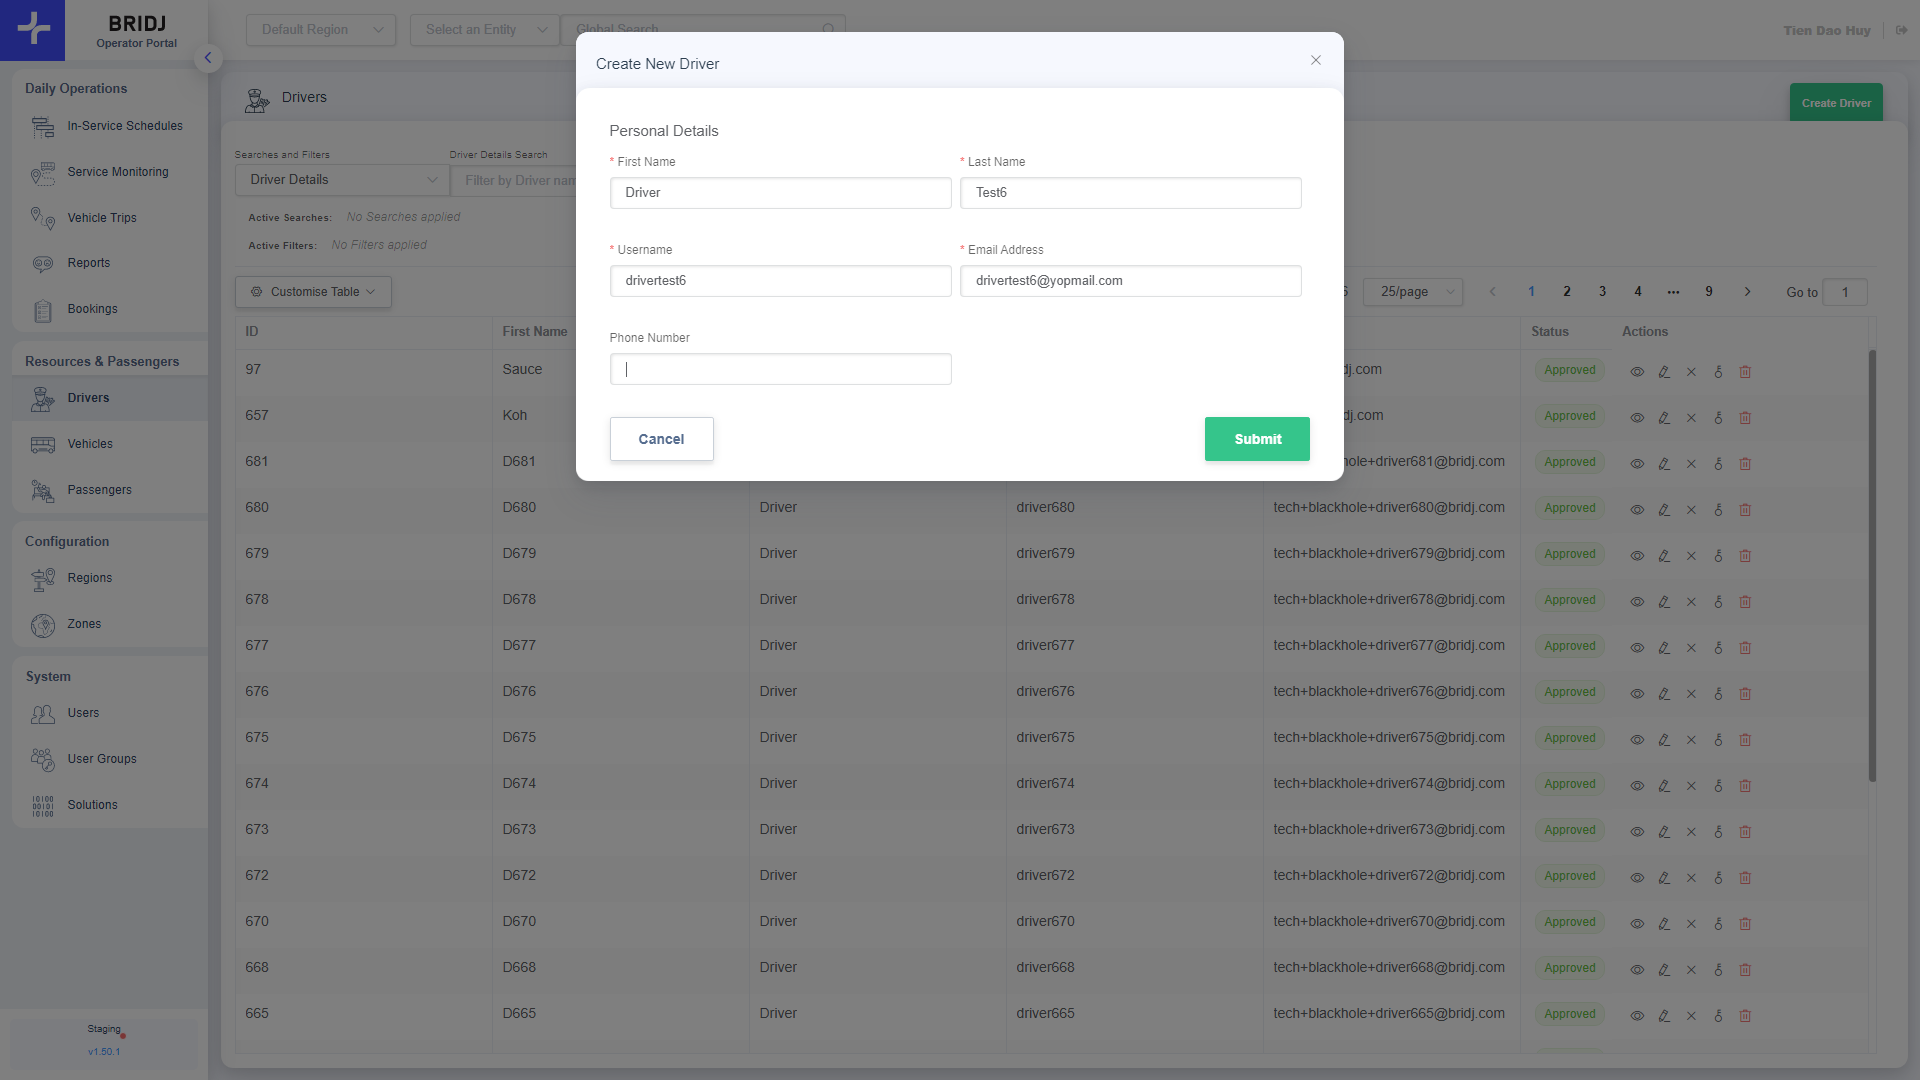 BRIDJ
Operator Portal
Default Region
Select an Entity
Global Search
Tien Dao Huy
Daily Operations
In-Service Schedules
Service Monitoring
Vehicle Trips
Reports
Bookings
Resources & Passengers
Drivers
Vehicles
Passengers
Configuration
Regions
Zones
System
Users
User Groups
Solutions
Staging
v1.50.1
Drivers
Create Driver
Searches and Filters
Driver Details Search
Driver Details
Filter by Driver nam
Active Searches: No Searches applied
Active Filters: No Filters applied
Customise Table
6 25/page 1 2 3 4 ••• 9 Go to 1
Create New Driver
Personal Details
* First Name * Last Name
Driver Test6
* Username * Email Address
drivertest6 drivertest6@yopmail.com
Phone Number
Cancel Submit
ID First Name Status Actions
97 Sauce dj.com Approved
657 Koh dj.com Approved
681 D681 hole+driver681@bridj.com Approved
680 D680 Driver driver680 tech+blackhole+driver680@bridj.com Approved
679 D679 Driver driver679 tech+blackhole+driver679@bridj.com Approved
678 D678 Driver driver678 tech+blackhole+driver678@bridj.com Approved
677 D677 Driver driver677 tech+blackhole+driver677@bridj.com Approved
676 D676 Driver driver676 tech+blackhole+driver676@bridj.com Approved
675 D675 Driver driver675 tech+blackhole+driver675@bridj.com Approved
674 D674 Driver driver674 tech+blackhole+driver674@bridj.com Approved
673 D673 Driver driver673 tech+blackhole+driver673@bridj.com Approved
672 D672 Driver driver672 tech+blackhole+driver672@bridj.com Approved
670 D670 Driver driver670 tech+blackhole+driver670@bridj.com Approved
668 D668 Driver driver668 tech+blackhole+driver668@bridj.com Approved
665 D665 Driver driver665 tech+blackhole+driver665@bridj.com Approved